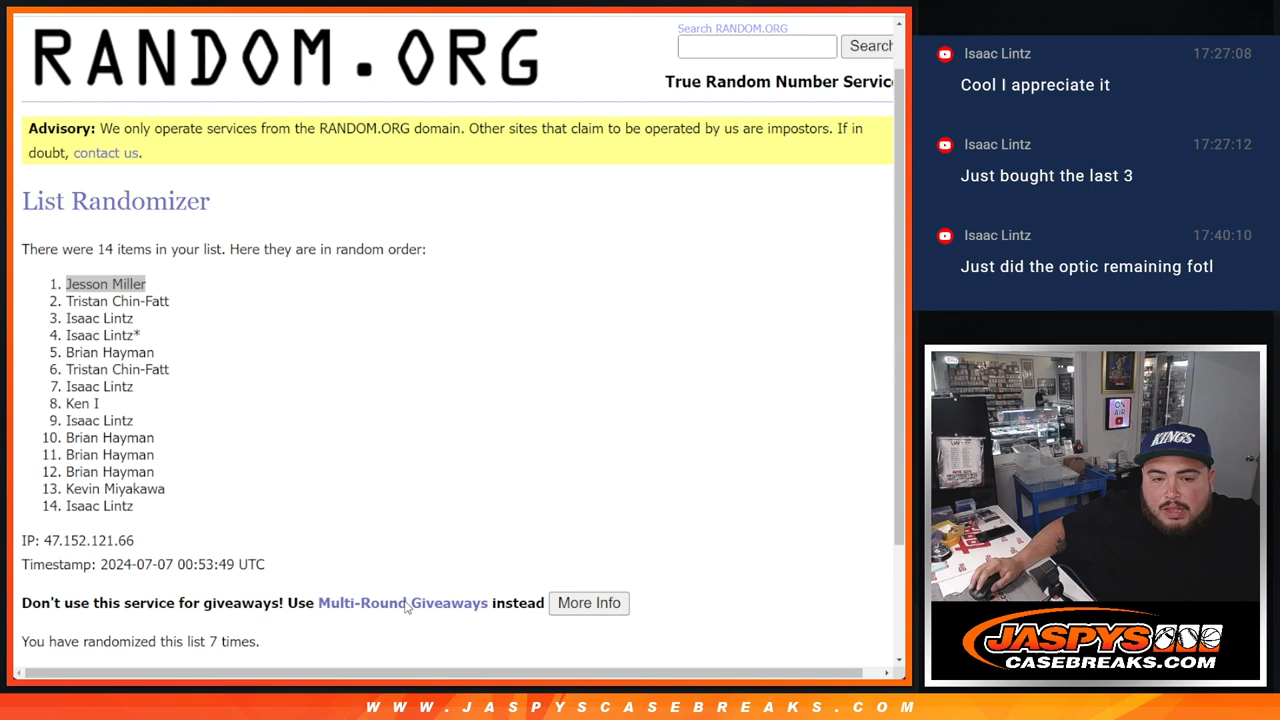 RANDOM.ORG
Search RANDOM.ORG
Search
True Random Number Servic
Advisory: We only operate services from the RANDOM.ORG domain. Other sites that claim to be operated by us are impostors. If in
doubt, contact us.
List Randomizer
There were 14 items in your list. Here they are in random order:
1. Jesson Miller
2. Tristan Chin-Fatt
3. Isaac Lintz
4. Isaac Lintz*
5. Brian Hayman
6. Tristan Chin-Fatt
7. Isaac Lintz
8. Ken I
9. Isaac Lintz
10. Brian Hayman
11. Brian Hayman
12. Brian Hayman
13. Kevin Miyakawa
14. Isaac Lintz
IP: 47.152.121.66
Timestamp: 2024-07-07 00:53:49 UTC
Don't use this service for giveaways! Use Multi-Round Giveaways instead More Info
You have randomized this list 7 times.
Isaac Lintz 17:27:08
Cool I appreciate it
Isaac Lintz 17:27:12
Just bought the last 3
Isaac Lintz 17:40:10
Just did the optic remaining fotl
ON
AIR
KINGS
JASPYS
CASEBREAKS.COM
WWW.JASPYSCASEBREAKS.COM